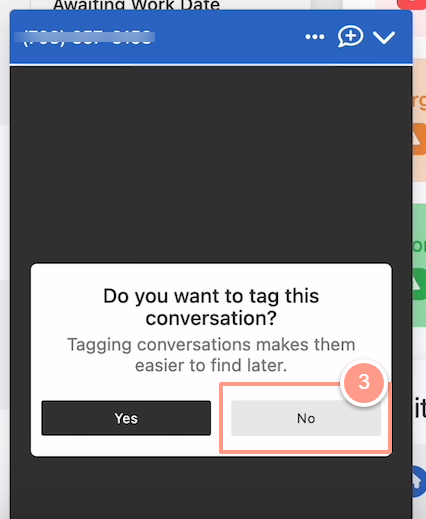 Awaiting Work Date
...
Do you want to tag this
conversation?
Tagging conversations makes them
easier to find later.
3
Yes
No